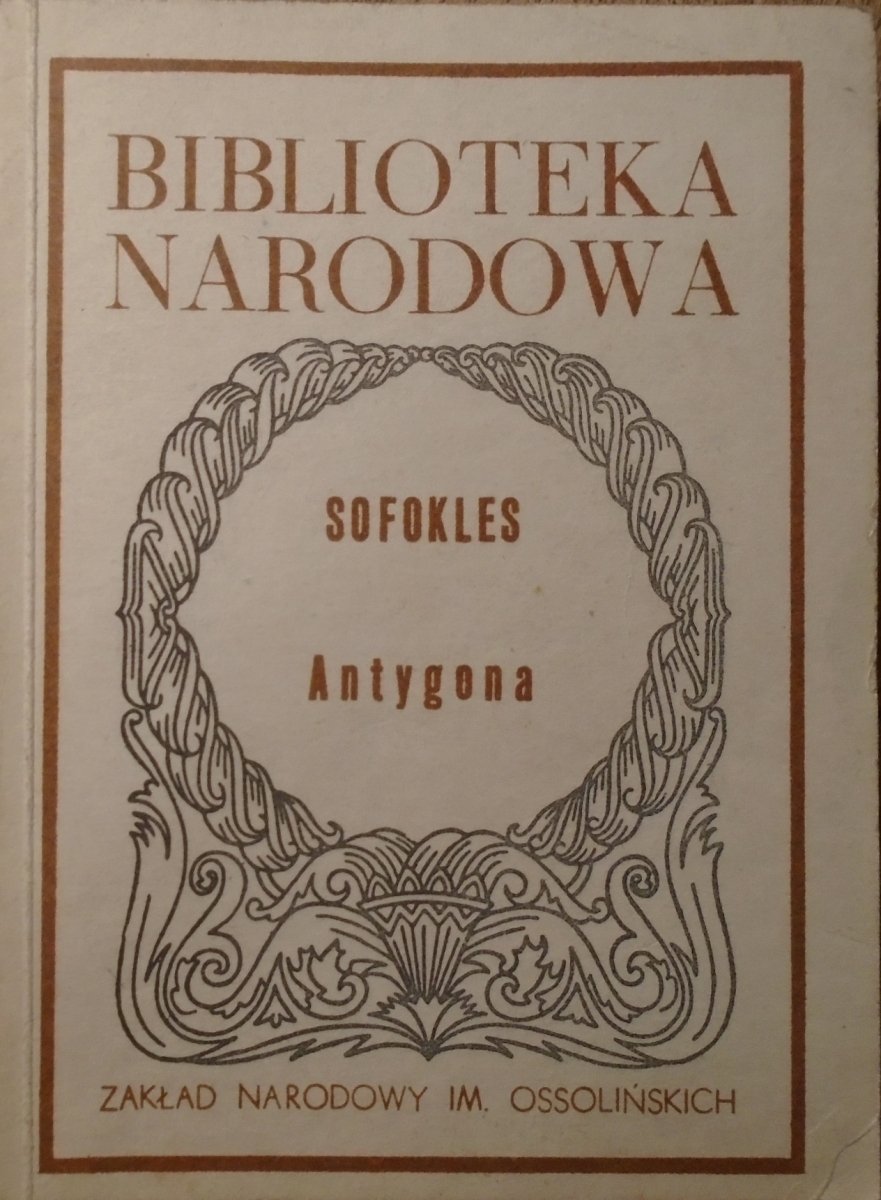 BIBLIOTEKA
NARODOWA
SOFOKLES
Antygona
ZAKŁAD NARODOWY IM. OSSOLIŃSKICH